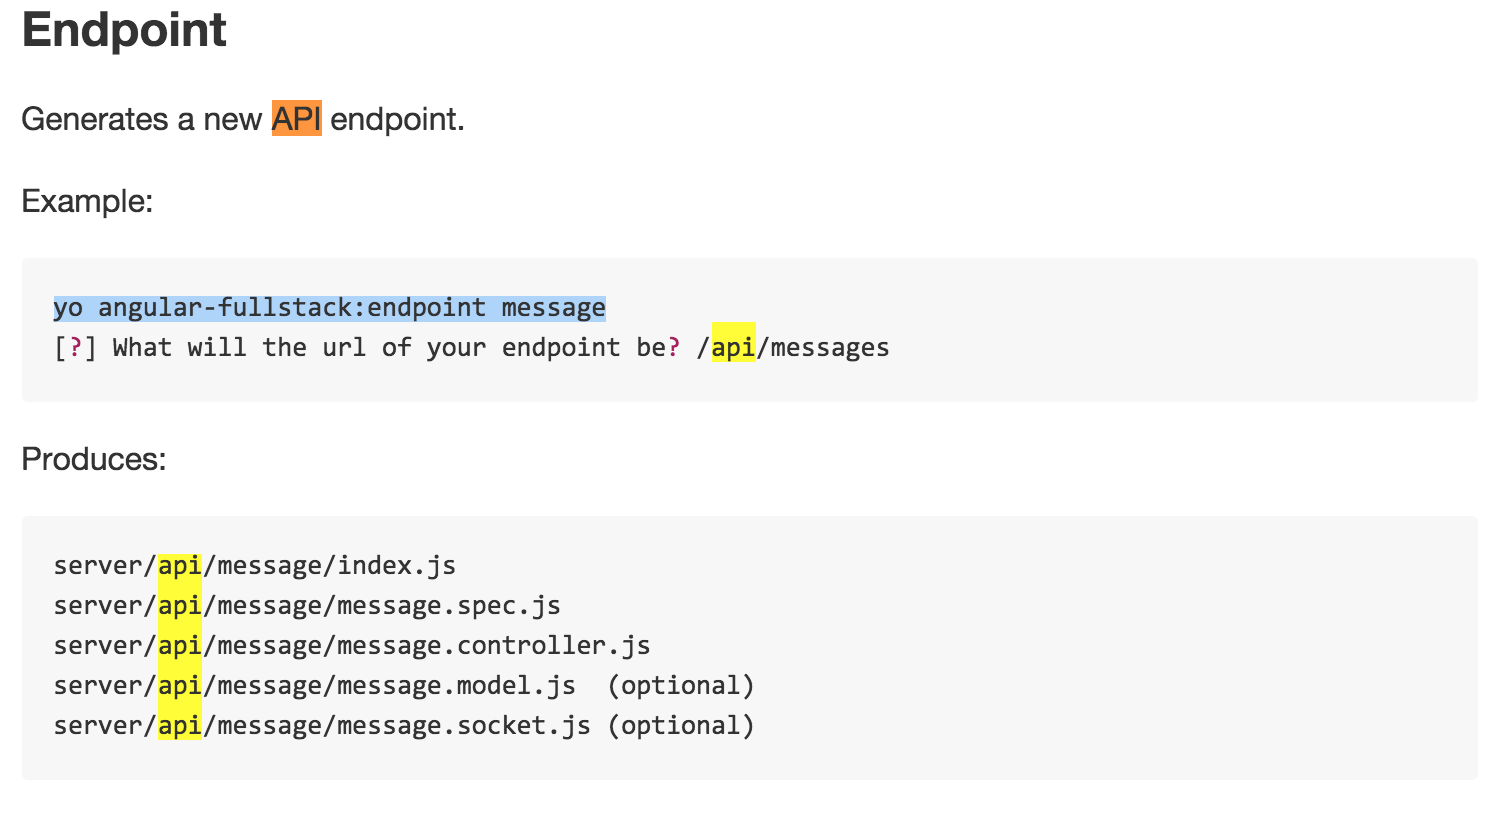 Endpoint
Generates a new API endpoint.
Example:
yo angular-fullstack:endpoint message
[?] What will the url of your endpoint be? /api/messages
Produces:
server/api/message/index.js
server/api/message/message.spec.js
server/api/message/message.controller.js
server/api/message/message.model.js  (optional)
server/api/message/message.socket.js (optional)